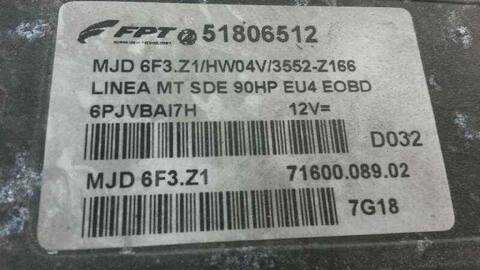 FPT 51806512
MJD 6F3.Z1/HW04V/3552-Z166
LINEA MT SDE 90HP EU4 EOBD
6PJVBAI7H 12V=
D032
MJD 6F3.Z1 71600.089.02
7G18